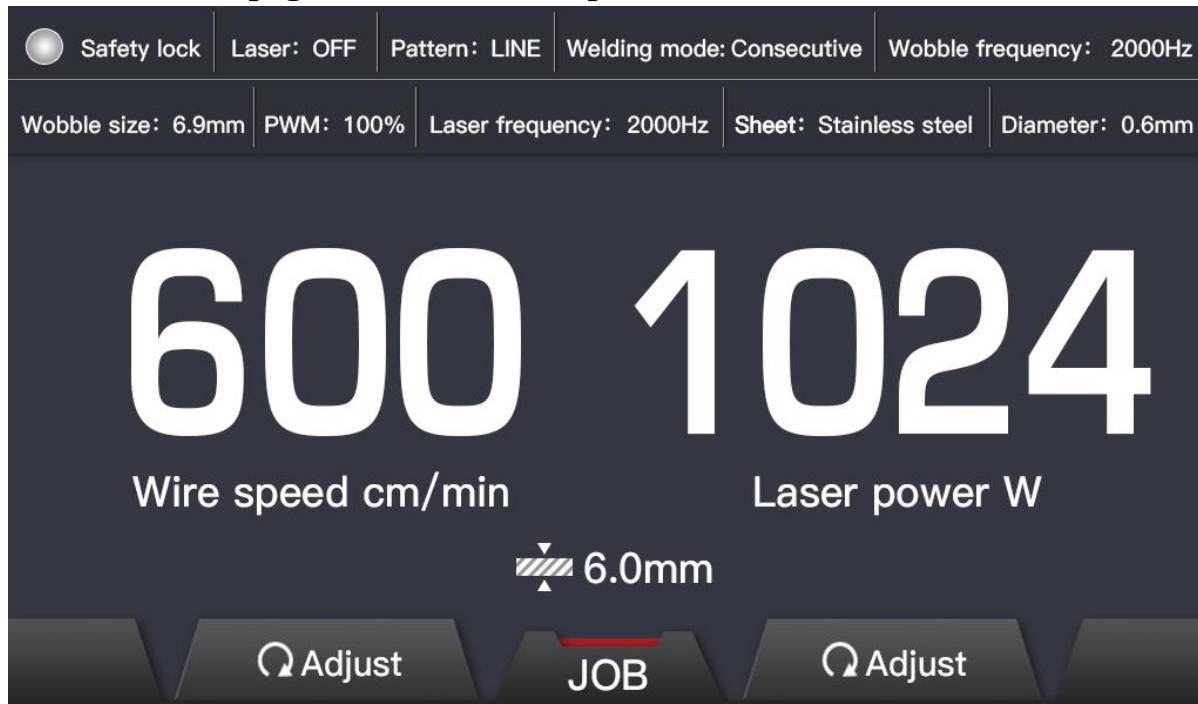 Safety lock Laser: OFF Pattern: LINE Welding mode: Consecutive Wobble frequency: 2000Hz
Wobble size: 6.9mm PWM: 100% Laser frequency: 2000Hz Sheet: Stainless steel Diameter: 0.6mm
600 1024
Wire speed cm/min Laser power W
6.0mm
Adjust JOB Adjust